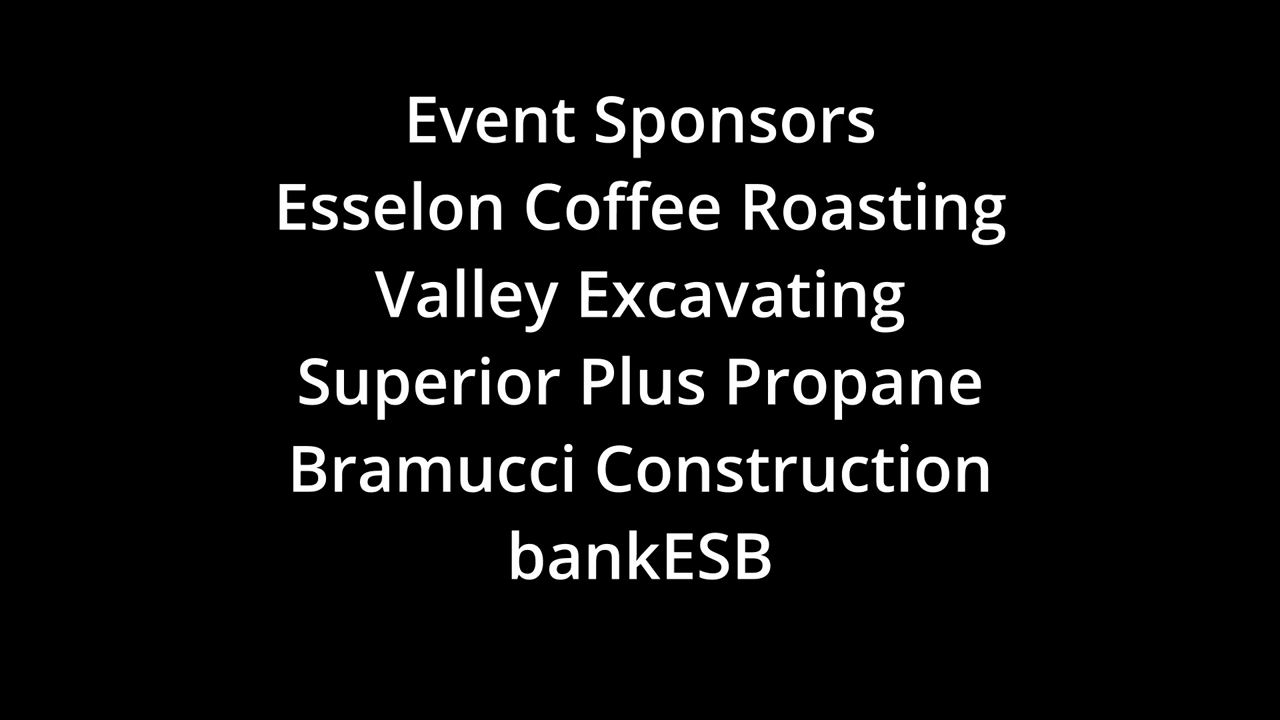 Event Sponsors
Esselon Coffee Roasting
Valley Excavating
Superior Plus Propane
Bramucci Construction
bankESB